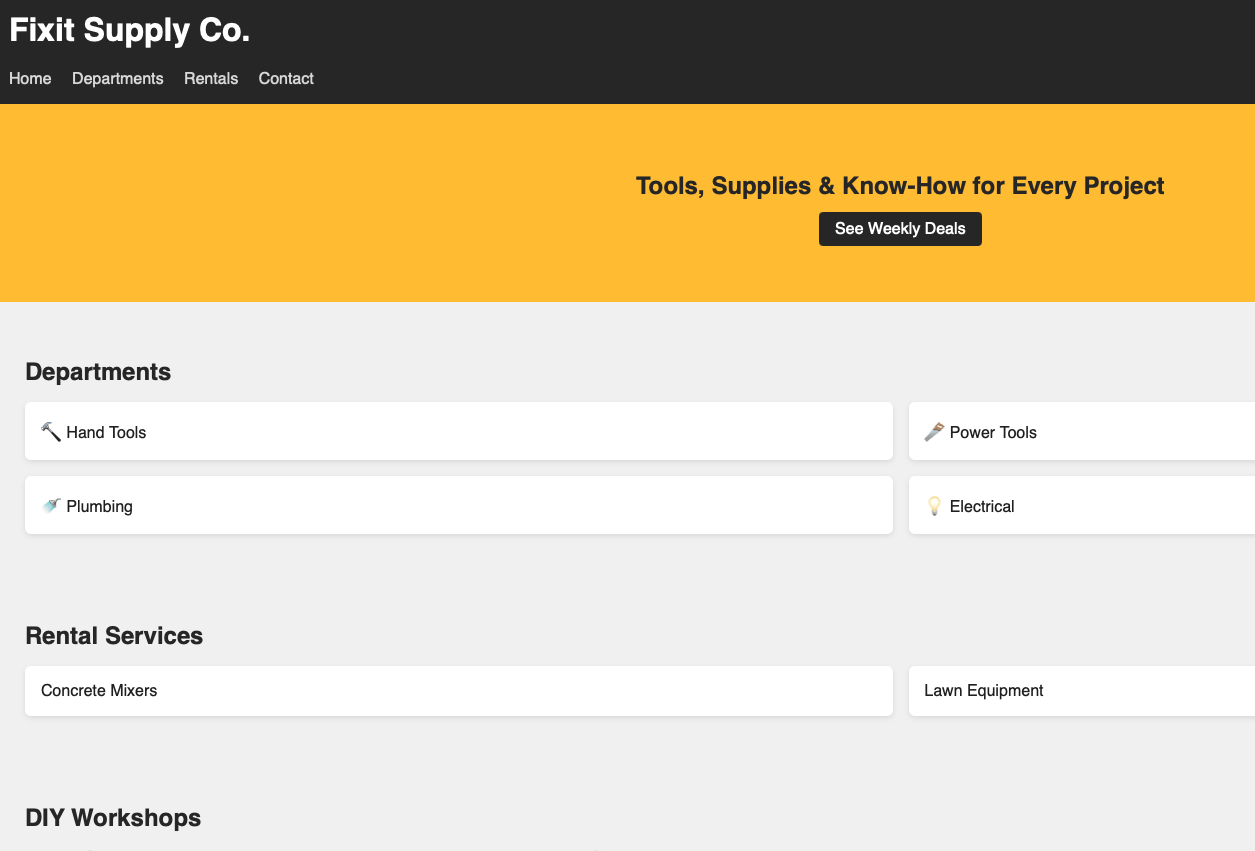 Fixit Supply Co.
Home Departments Rentals Contact
Tools, Supplies & Know-How for Every Project
See Weekly Deals
Departments
Hand Tools
Power Tools
Plumbing
Electrical
Rental Services
Concrete Mixers
Lawn Equipment
DIY Workshops